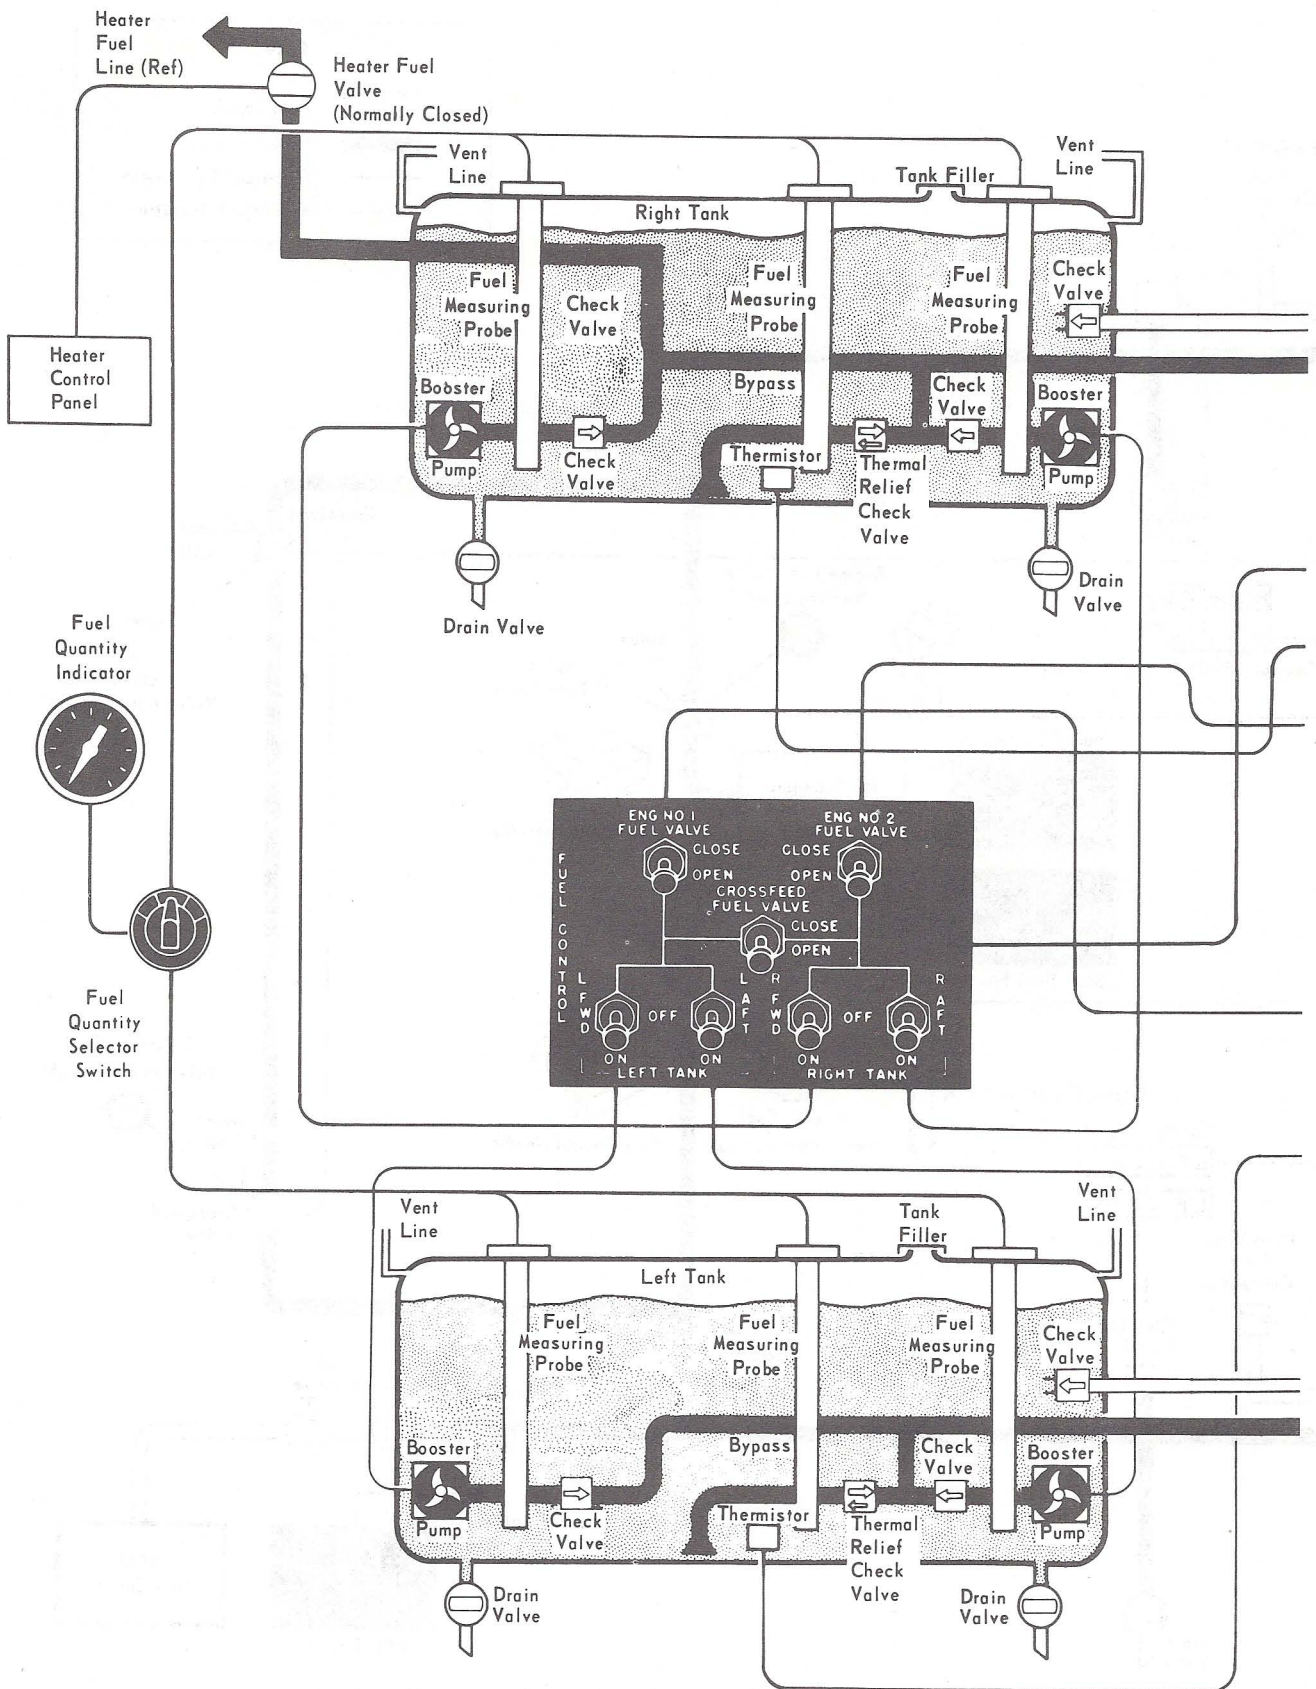 Heater
Fuel
Line (Ref)
Heater Fuel
Valve
(Normally Closed)
Vent
Line
Tank Filler
Vent
Line
Right Tank
Fuel
Measuring
Probe
Check
Valve
Fuel
Measuring
Probe
Fuel
Measuring
Probe
Check
Valve
Heater
Control
Panel
Booster
Pump
Check
Valve
Bypass
Thermistor
Check
Valve
Thermal
Relief
Check
Valve
Booster
Pump
Drain Valve
Drain
Valve
Fuel
Quantity
Indicator
Fuel
Quantity
Selector
Switch
FUEL CONTROL
ENG NO 1
FUEL VALVE
CLOSE
OPEN
ENG NO 2
FUEL VALVE
CLOSE
OPEN
CROSSFEED
FUEL VALVE
CLOSE
OPEN
L FWD
OFF
L AFT
R FWD
OFF
R AFT
ON
ON
ON
ON
LEFT TANK
RIGHT TANK
Vent
Line
Tank
Filler
Vent
Line
Left Tank
Fuel
Measuring
Probe
Fuel
Measuring
Probe
Fuel
Measuring
Probe
Check
Valve
Booster
Pump
Check
Valve
Bypass
Thermistor
Check
Valve
Thermal
Relief
Check
Valve
Booster
Pump
Drain
Valve
Drain
Valve